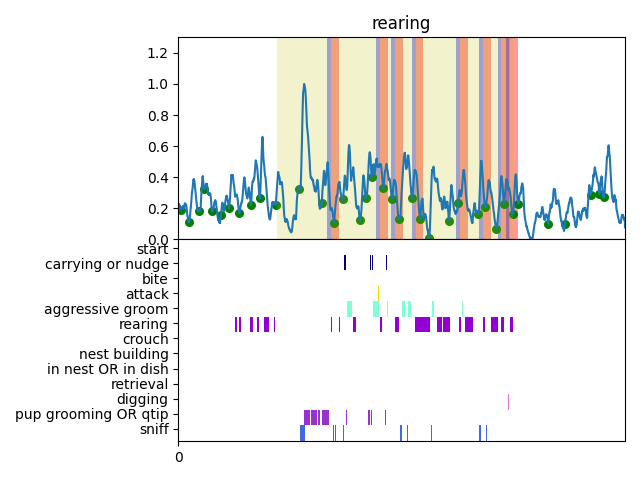 rearing
1.2
1.0
0.8
0.6
0.4
0.2
0.0
start
carrying or nudge
bite
attack
aggressive groom
rearing
crouch
nest building
in nest OR in dish
retrieval
digging
pup grooming OR qtip
sniff
0